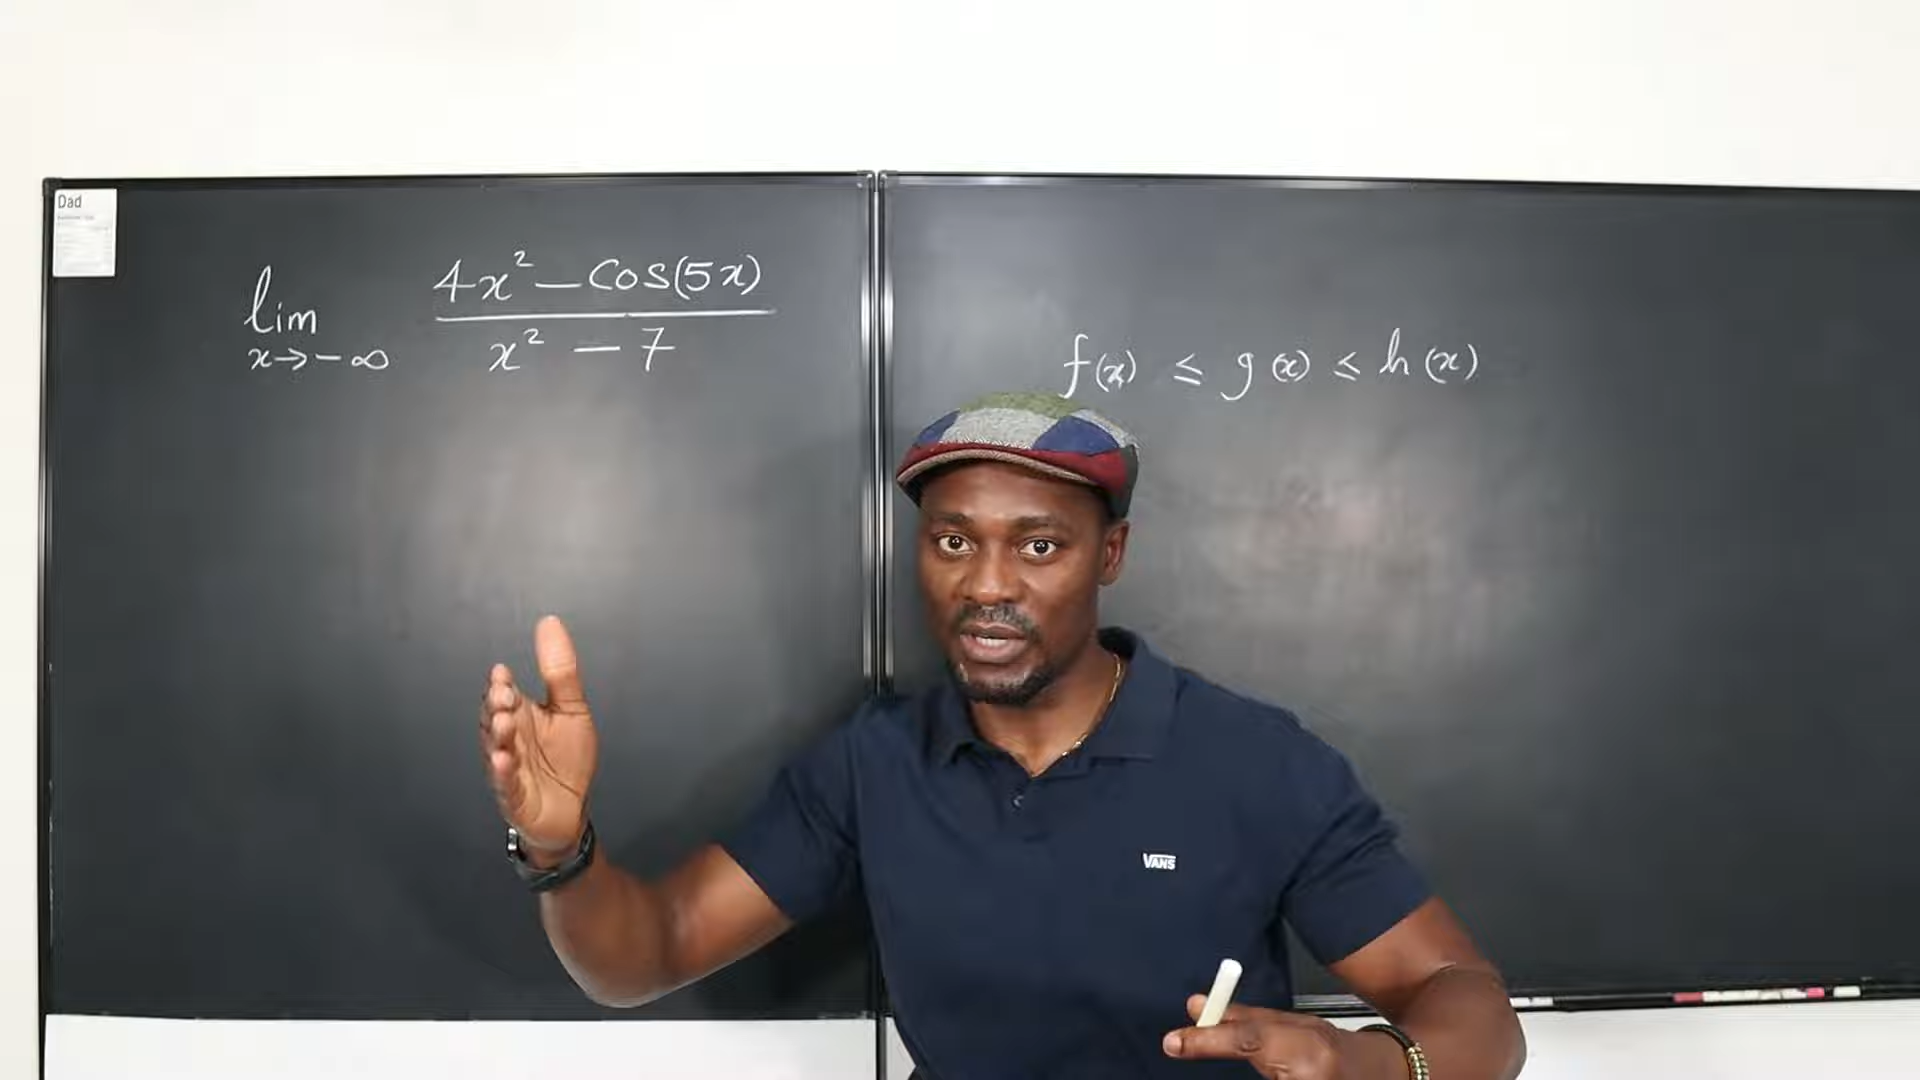 Dad
lim x→-∞ (4x² - cos(5x)) / (x² - 7)
f(x) ≤ g(x) ≤ h(x)
VANS